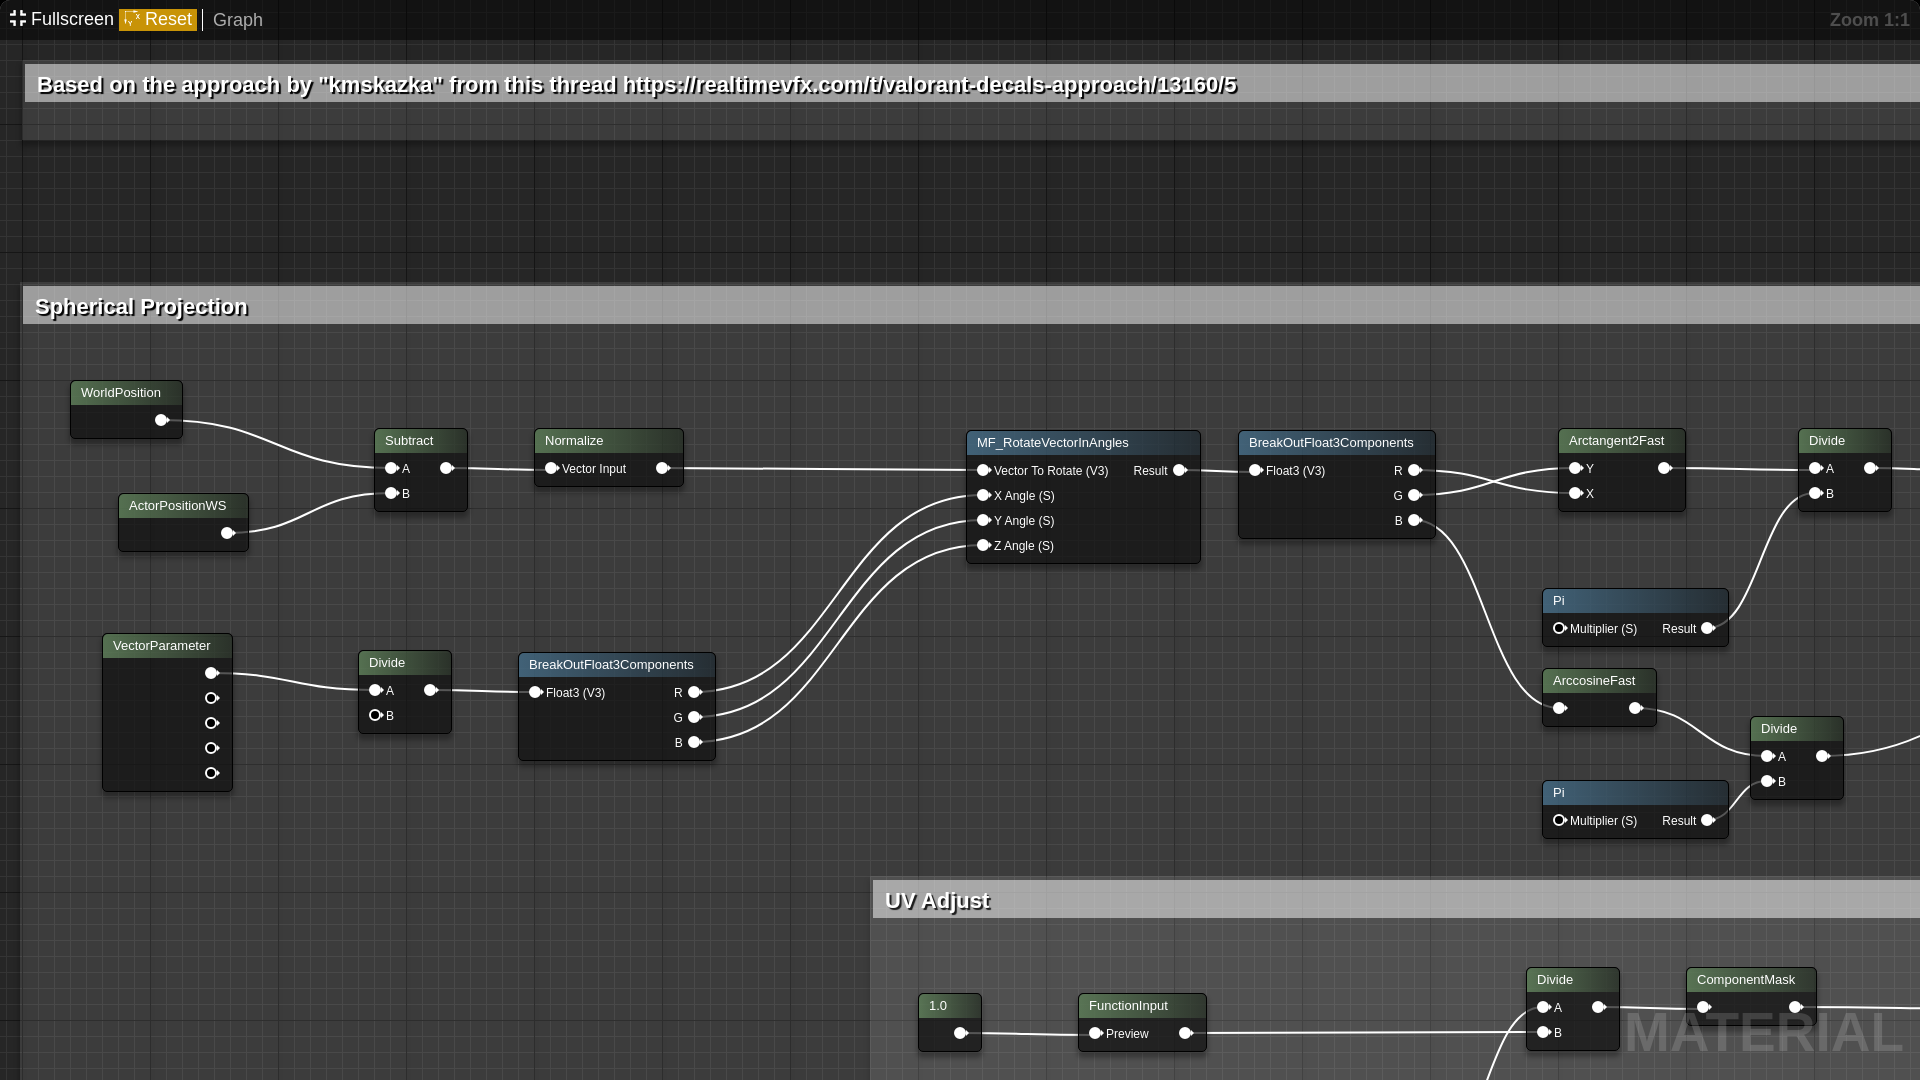 Fullscreen Reset Graph Zoom 1:1
Based on the approach by "kmskazka" from this thread https://realtimevfx.com/t/valorant-decals-approach/13160/5
Spherical Projection
WorldPosition
Subtract
A
B
Normalize
Vector Input
ActorPositionWS
MF_RotateVectorInAngles
Vector To Rotate (V3) Result
X Angle (S)
Y Angle (S)
Z Angle (S)
BreakOutFloat3Components
Float3 (V3) R
G
B
Arctangent2Fast
Y
X
Divide
A
B
Pi
Multiplier (S) Result
VectorParameter
Divide
A
B
BreakOutFloat3Components
Float3 (V3) R
G
B
ArccosineFast
Divide
A
B
Pi
Multiplier (S) Result
UV Adjust
1.0
FunctionInput
Preview
Divide
A
B
ComponentMask
MATERIAL